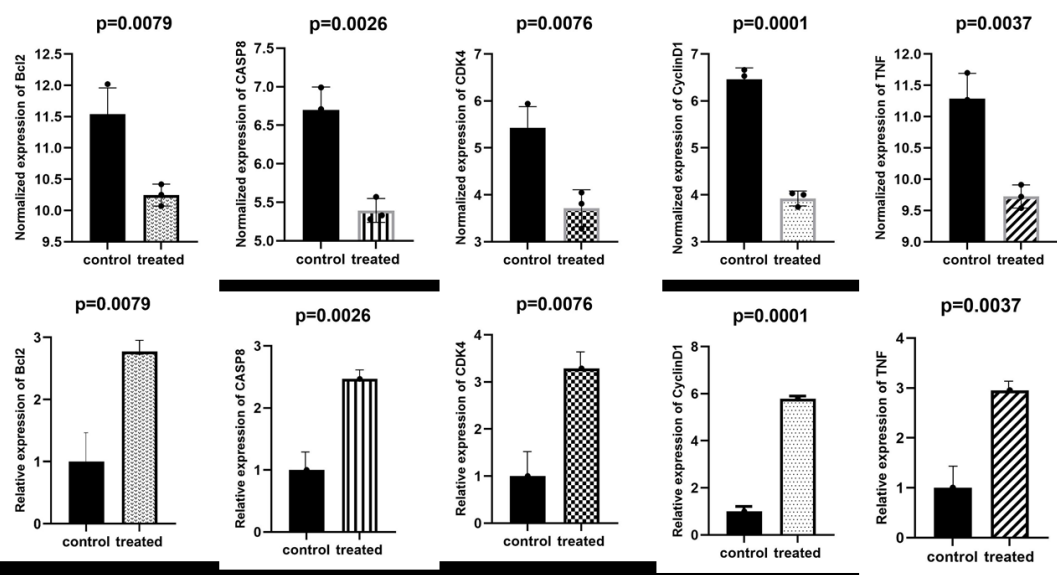 p=0.0079
Normalized expression of Bcl2
12.5
12.0
11.5
11.0
10.5
10.0
9.5
control treated
p=0.0026
Normalized expression of CASP8
7.5
7.0
6.5
6.0
5.5
5.0
control treated
p=0.0076
Normalized expression of CDK4
7
6
5
4
3
control treated
p=0.0001
Normalized expression of CyclinD1
7
6
5
4
3
control treated
p=0.0037
Normalized expression of TNF
12.0
11.5
11.0
10.5
10.0
9.5
9.0
control treated
p=0.0079
Relative expression of Bcl2
3
2
1
0
control treated
p=0.0026
Relative expression of CASP8
3
2
1
0
control treated
p=0.0076
Relative expression of CDK4
4
3
2
1
0
control treated
p=0.0001
Relative expression of CyclinD1
8
6
4
2
0
control treated
p=0.0037
Relative expression of TNF
4
3
2
1
0
control treated